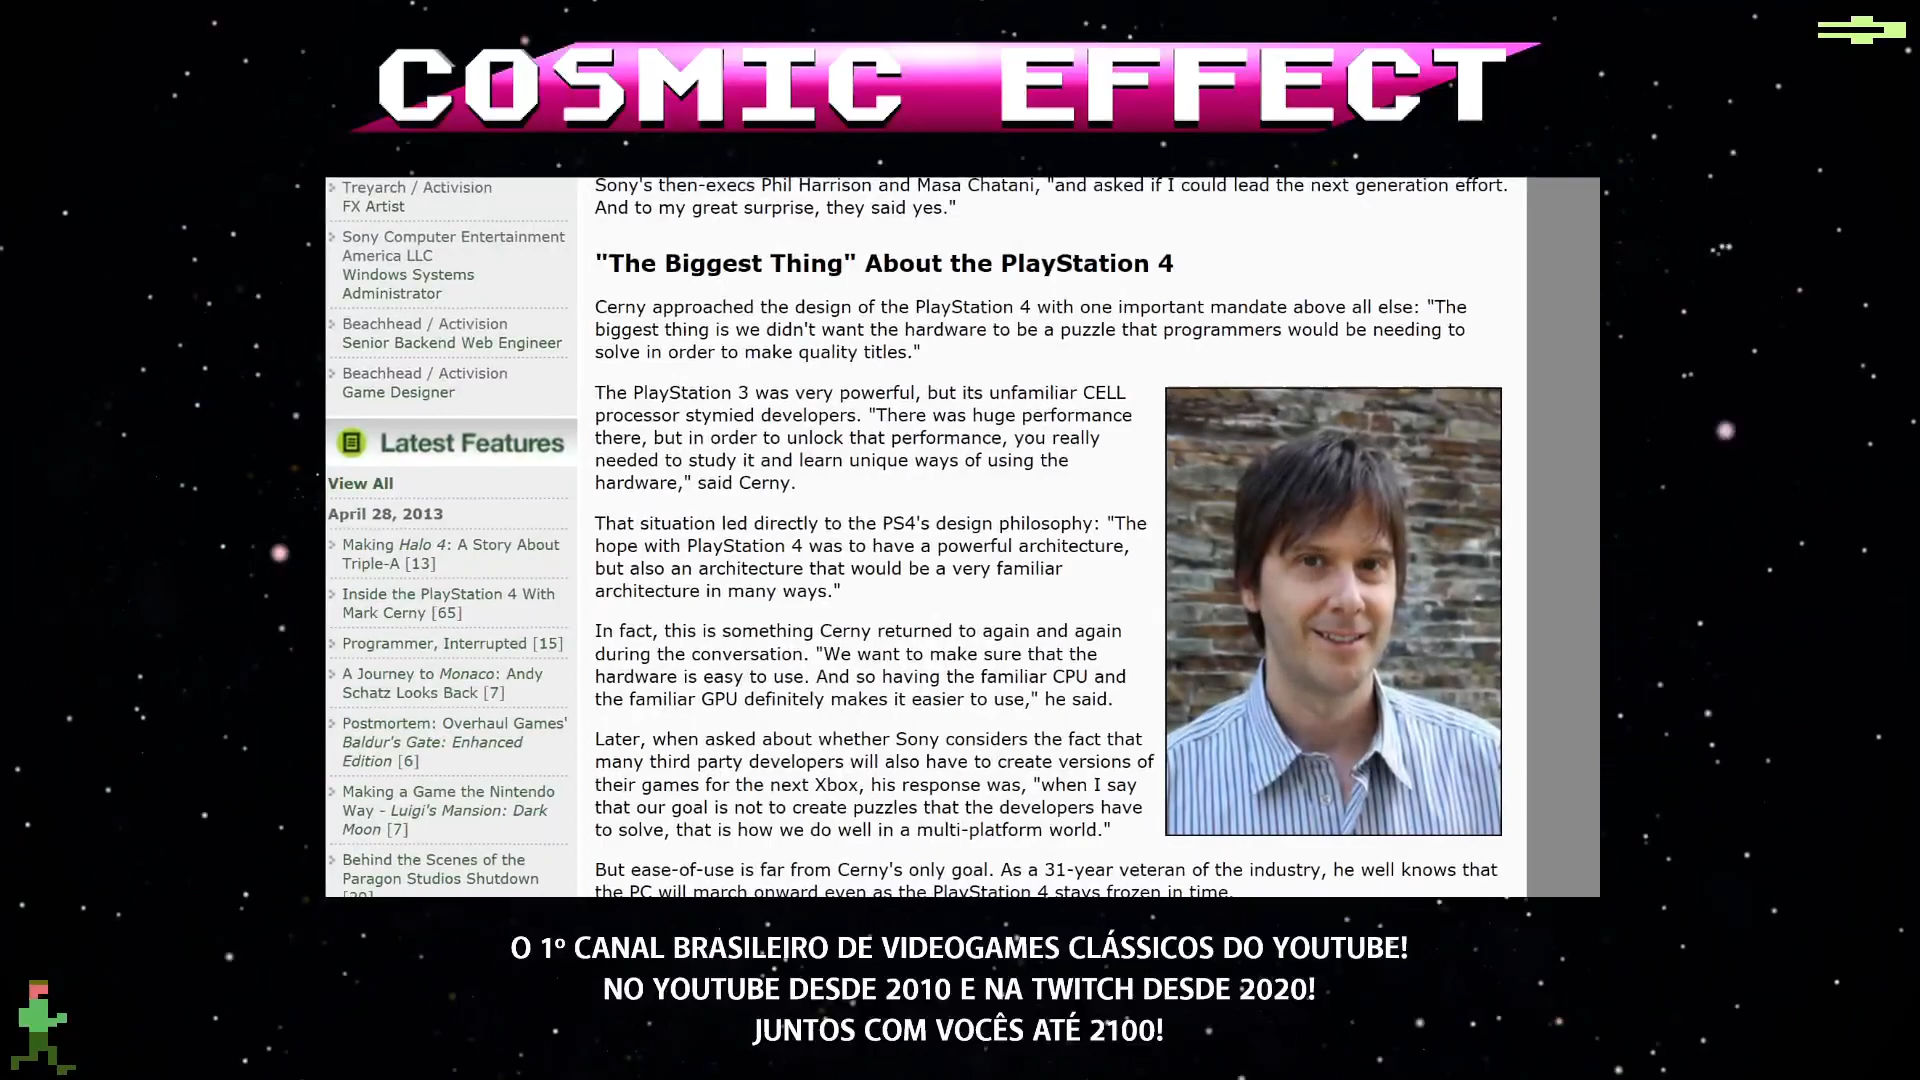 COSMIC EFFECT
Treyarch / Activision
FX Artist
Sony Computer Entertainment
America LLC
Windows Systems
Administrator
Beachhead / Activision
Senior Backend Web Engineer
Beachhead / Activision
Game Designer
Latest Features
View All
April 28, 2013
Making Halo 4: A Story About
Triple-A [13]
Inside the PlayStation 4 With
Mark Cerny [65]
Programmer, Interrupted [15]
A Journey to Monaco: Andy
Schatz Looks Back [7]
Postmortem: Overhaul Games'
Baldur's Gate: Enhanced
Edition [6]
Making a Game the Nintendo
Way - Luigi's Mansion: Dark
Moon [7]
Behind the Scenes of the
Paragon Studios Shutdown
Sony's then-execs Phil Harrison and Masa Chatani, "and asked if I could lead the next generation effort.
And to my great surprise, they said yes."
"The Biggest Thing" About the PlayStation 4
Cerny approached the design of the PlayStation 4 with one important mandate above all else: "The
biggest thing is we didn't want the hardware to be a puzzle that programmers would be needing to
solve in order to make quality titles."
The PlayStation 3 was very powerful, but its unfamiliar CELL
processor stymied developers. "There was huge performance
there, but in order to unlock that performance, you really
needed to study it and learn unique ways of using the
hardware," said Cerny.
That situation led directly to the PS4's design philosophy: "The
hope with PlayStation 4 was to have a powerful architecture,
but also an architecture that would be a very familiar
architecture in many ways."
In fact, this is something Cerny returned to again and again
during the conversation. "We want to make sure that the
hardware is easy to use. And so having the familiar CPU and
the familiar GPU definitely makes it easier to use," he said.
Later, when asked about whether Sony considers the fact that
many third party developers will also have to create versions of
their games for the next Xbox, his response was, "when I say
that our goal is not to create puzzles that the developers have
to solve, that is how we do well in a multi-platform world."
But ease-of-use is far from Cerny's only goal. As a 31-year veteran of the industry, he well knows that
the PC will march onward even as the PlayStation 4 stays frozen in time.
O 1º CANAL BRASILEIRO DE VIDEOGAMES CLÁSSICOS DO YOUTUBE!
NO YOUTUBE DESDE 2010 E NA TWITCH DESDE 2020!
JUNTOS COM VOCÊS ATÉ 2100!